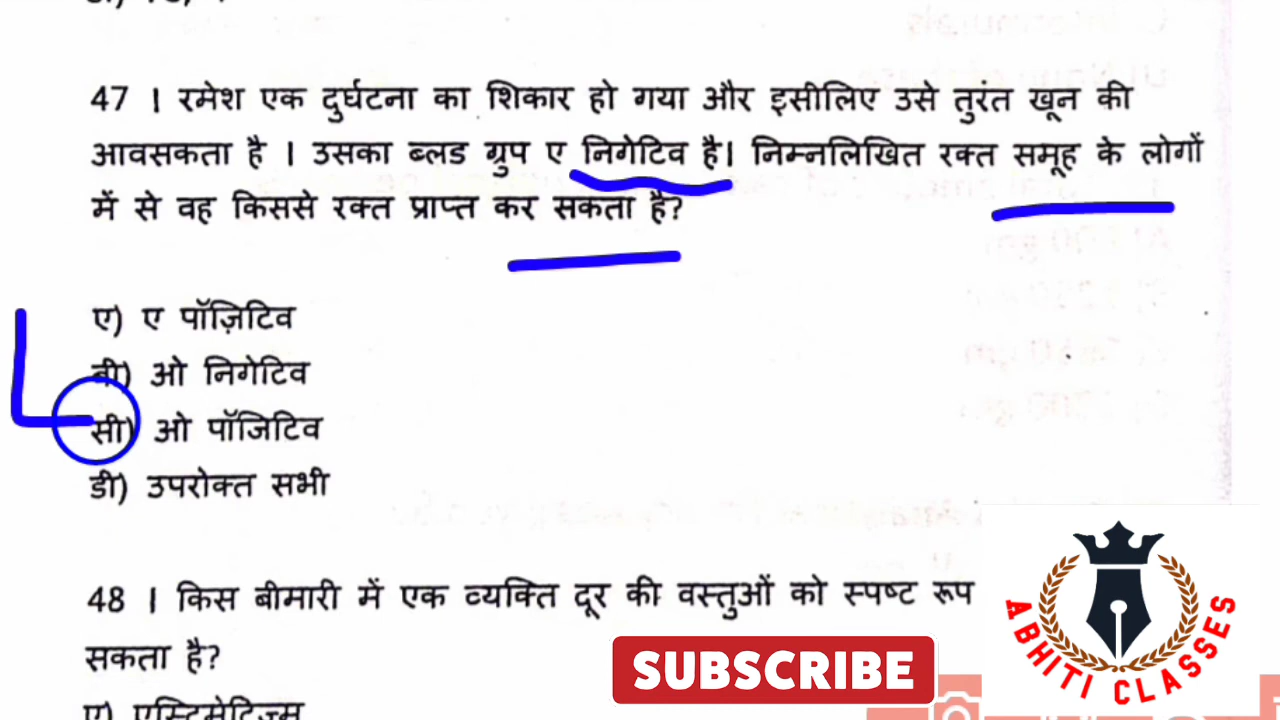 47 । रमेश एक दुर्घटना का शिकार हो गया और इसीलिए उसे तुरंत खून की
आवसकता है । उसका ब्लड ग्रुप ए निगेटिव है। निम्नलिखित रक्त समूह के लोगों
में से वह किससे रक्त प्राप्त कर सकता है?
ए) ए पॉज़िटिव
बी) ओ निगेटिव
सी) ओ पॉजिटिव
डी) उपरोक्त सभी
48 । किस बीमारी में एक व्यक्ति दूर की वस्तुओं को स्पष्ट रूप
सकता है?
SUBSCRIBE
ABHITI CLASSES